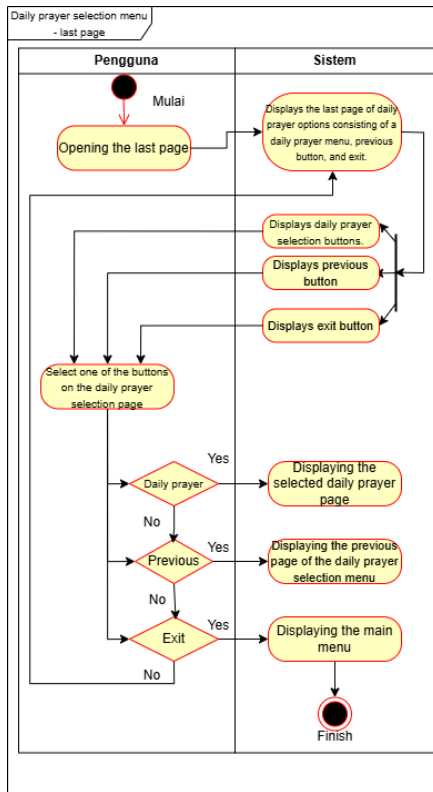 Daily prayer selection menu
- last page
Pengguna
Sistem
Mulai
Opening the last page
Displays the last page of daily
prayer options consisting of a
daily prayer menu, previous
button, and exit.
Displays daily prayer
selection buttons.
Displays previous
button
Displays exit button
Select one of the buttons
on the daily prayer
selection page
Daily prayer
Yes
Displaying the
selected daily prayer
page
No
Previous
Yes
Displaying the previous
page of the daily prayer
selection menu
No
Exit
Yes
Displaying the main
menu
No
Finish